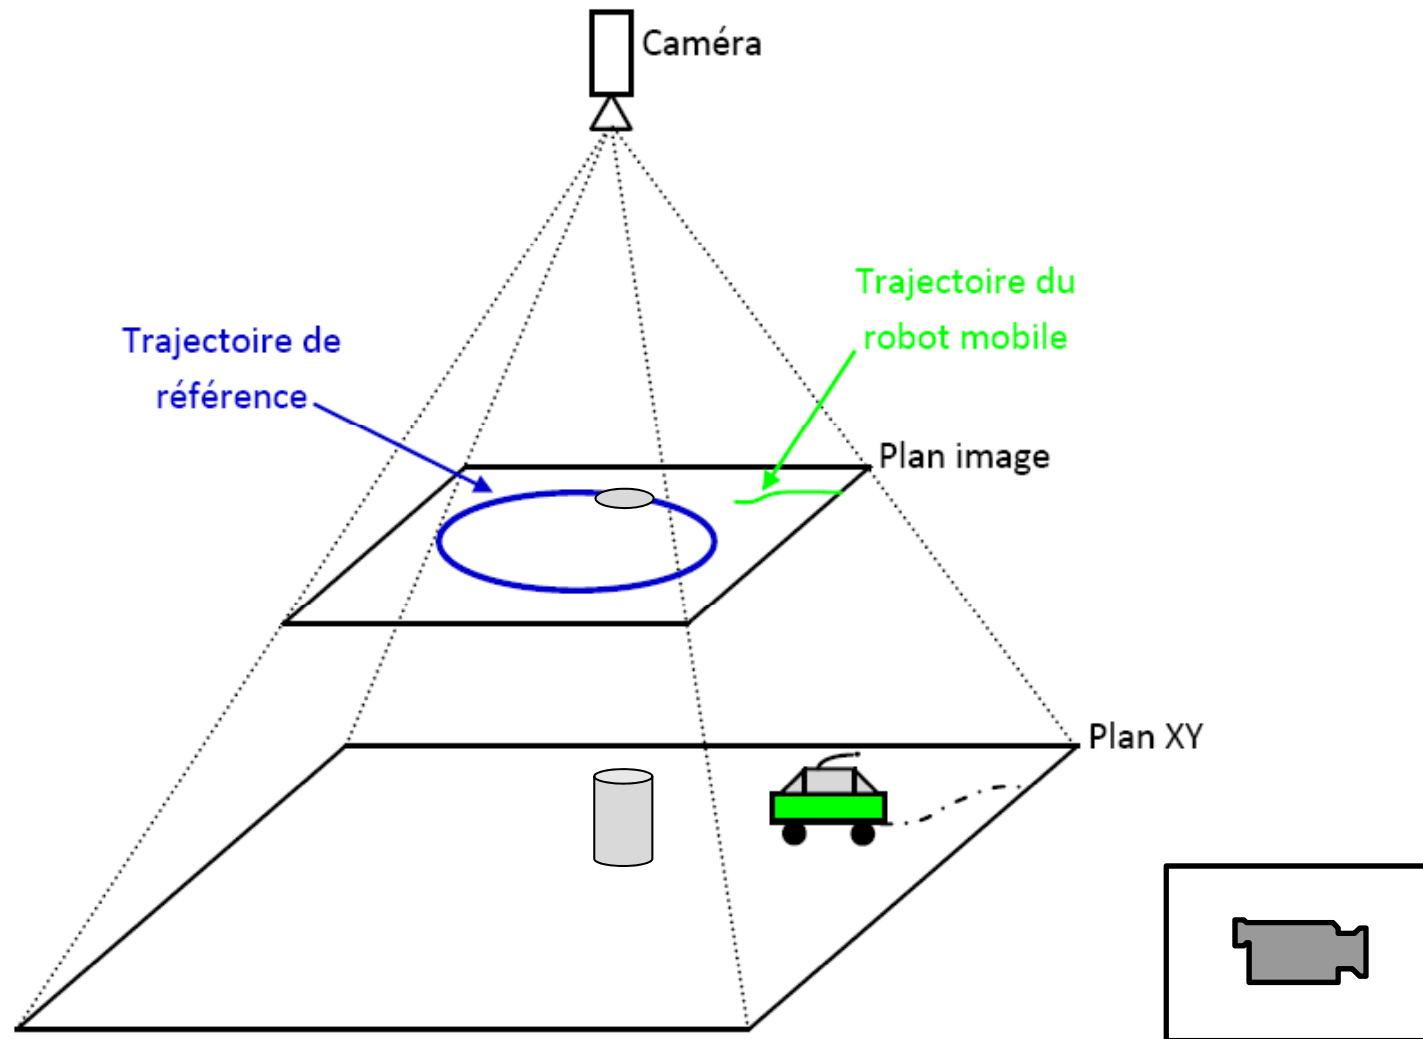 Caméra
Trajectoire du
robot mobile
Trajectoire de
référence
Plan image
Plan XY